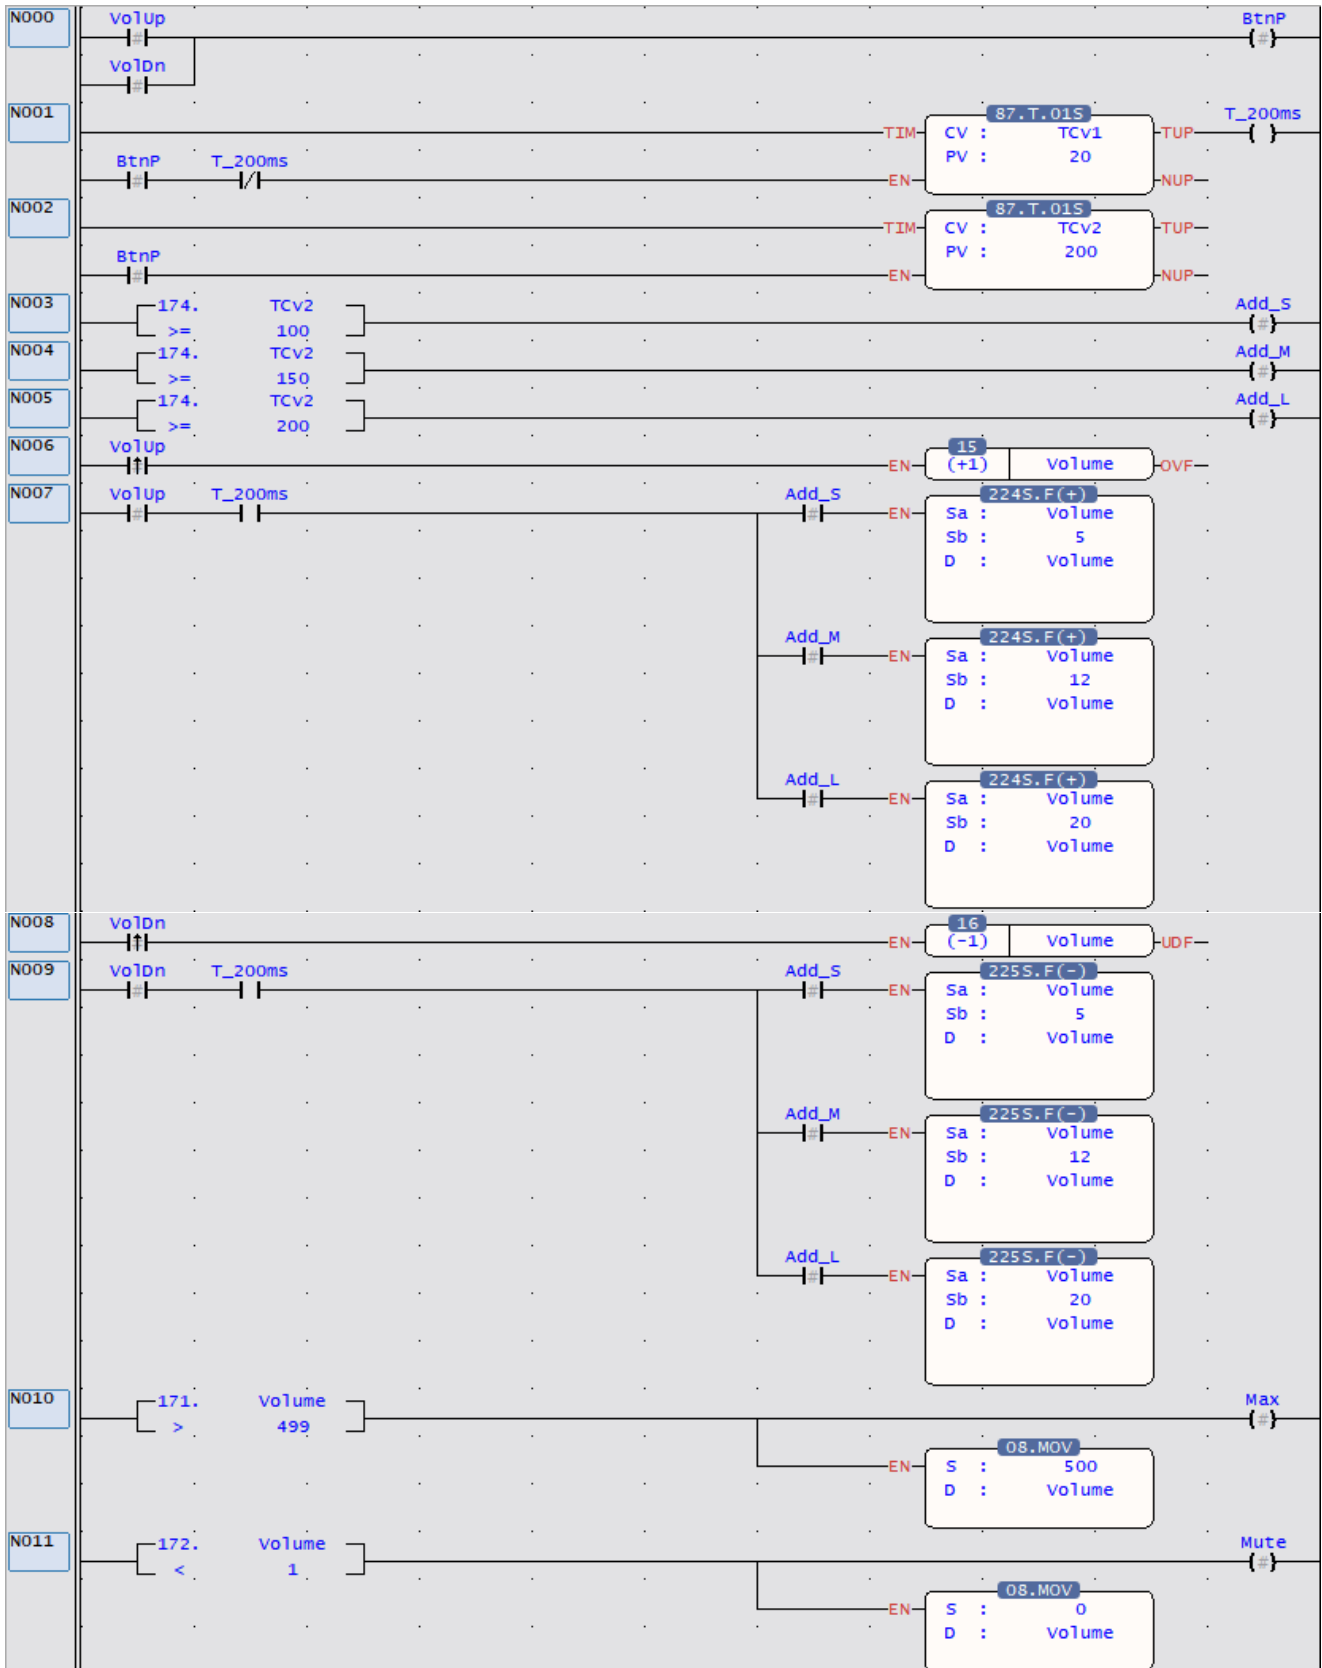 N000 VolUp BtnP
# #
VolDn
#
N001 87.T.01S T_200ms
TIM CV : TCv1 TUP
PV : 20
BtnP T_200ms
# EN NUP
N002 87.T.01S
TIM CV : TCv2 TUP
PV : 200
BtnP
# EN NUP
N003 174. TCv2 Add_S
>= 100 #
N004 174. TCv2 Add_M
>= 150 #
N005 174. TCv2 Add_L
>= 200 #
N006 VolUp 15
EN (+1) Volume OVF
N007 VolUp T_200ms Add_S 224S.F(+)
# # EN Sa : Volume
Sb : 5
D : Volume
Add_M 224S.F(+)
# EN Sa : Volume
Sb : 12
D : Volume
Add_L 224S.F(+)
# EN Sa : Volume
Sb : 20
D : Volume
N008 VolDn 16
EN (-1) Volume UDF
N009 VolDn T_200ms Add_S 225S.F(-)
# # EN Sa : Volume
Sb : 5
D : Volume
Add_M 225S.F(-)
# EN Sa : Volume
Sb : 12
D : Volume
Add_L 225S.F(-)
# EN Sa : Volume
Sb : 20
D : Volume
N010 171. Volume Max
> 499 #
08.MOV
EN S : 500
D : Volume
N011 172. Volume Mute
< 1 #
08.MOV
EN S : 0
D : Volume